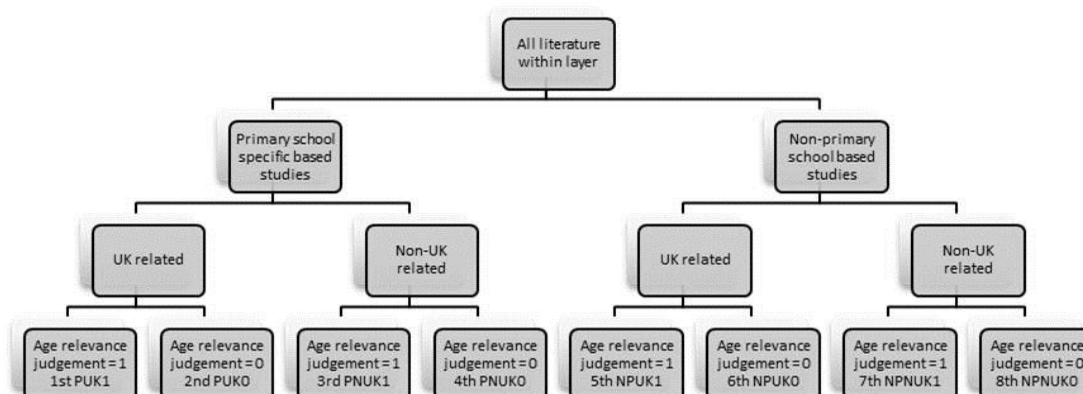 All literature
within layer
Primary school
specific based
studies
Non-primary
school based
studies
UK related
Non-UK
related
UK related
Non-UK
related
Age relevance
judgement = 1
1st PUK1
Age relevance
judgement = 0
2nd PUK0
Age relevance
judgement = 1
3rd PNUK1
Age relevance
judgement = 0
4th PNUK0
Age relevance
judgement = 1
5th NPUK1
Age relevance
judgement = 0
6th NPUK0
Age relevance
judgement = 1
7th NPNUK1
Age relevance
judgement = 0
8th NPNUK0